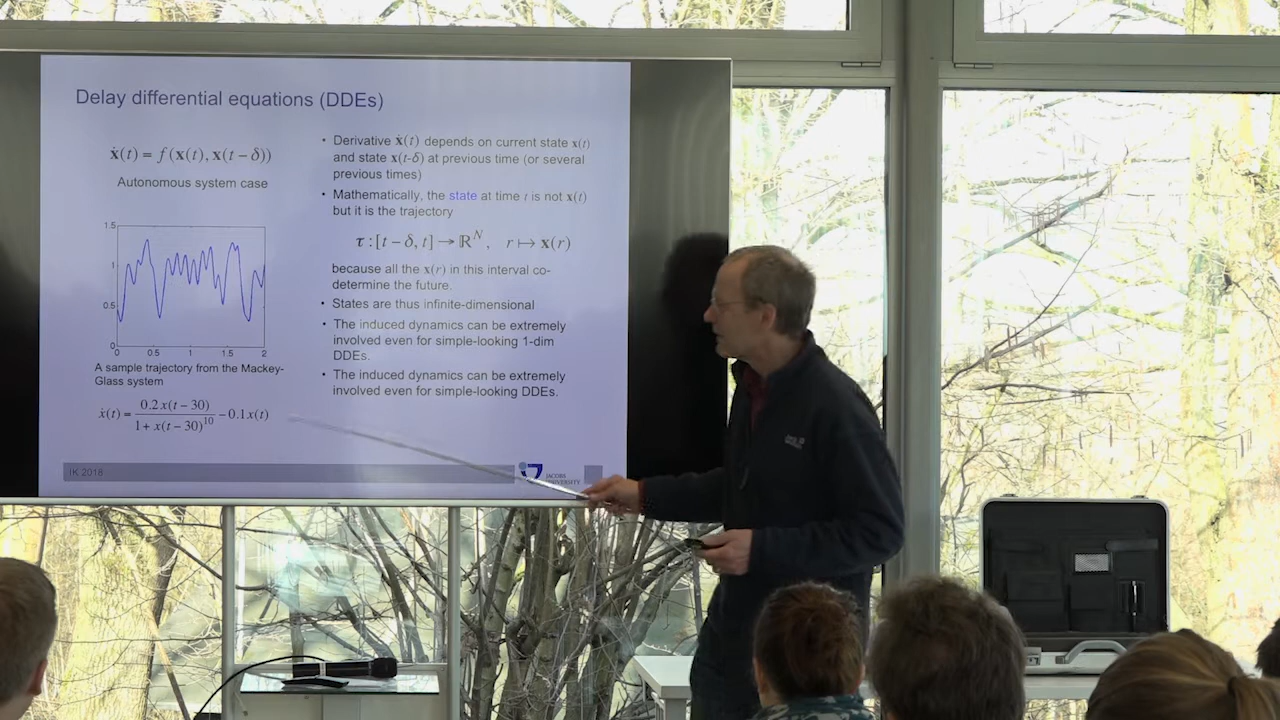 Delay differential equations (DDEs)
ẋ(t) = f(x(t), x(t−δ))
Autonomous system case
1.5
1
0.5
0
0 0.5 1 1.5 2
A sample trajectory from the Mackey-
Glass system
ẋ(t) = 0.2 x(t − 30) / 1 + x(t − 30)^10 − 0.1x(t)
• Derivative ẋ(t) depends on current state x(t)
and state x(t-δ) at previous time (or several
previous times)
• Mathematically, the state at time t is not x(t)
but it is the trajectory
τ : [t − δ, t] → ℝ^N, r ↦ x(r)
because all the x(r) in this interval co-
determine the future.
• States are thus infinite-dimensional
• The induced dynamics can be extremely
involved even for simple-looking 1-dim
DDEs.
• The induced dynamics can be extremely
involved even for simple-looking DDEs.
IK 2018
JACOBS
UNIVERSITY